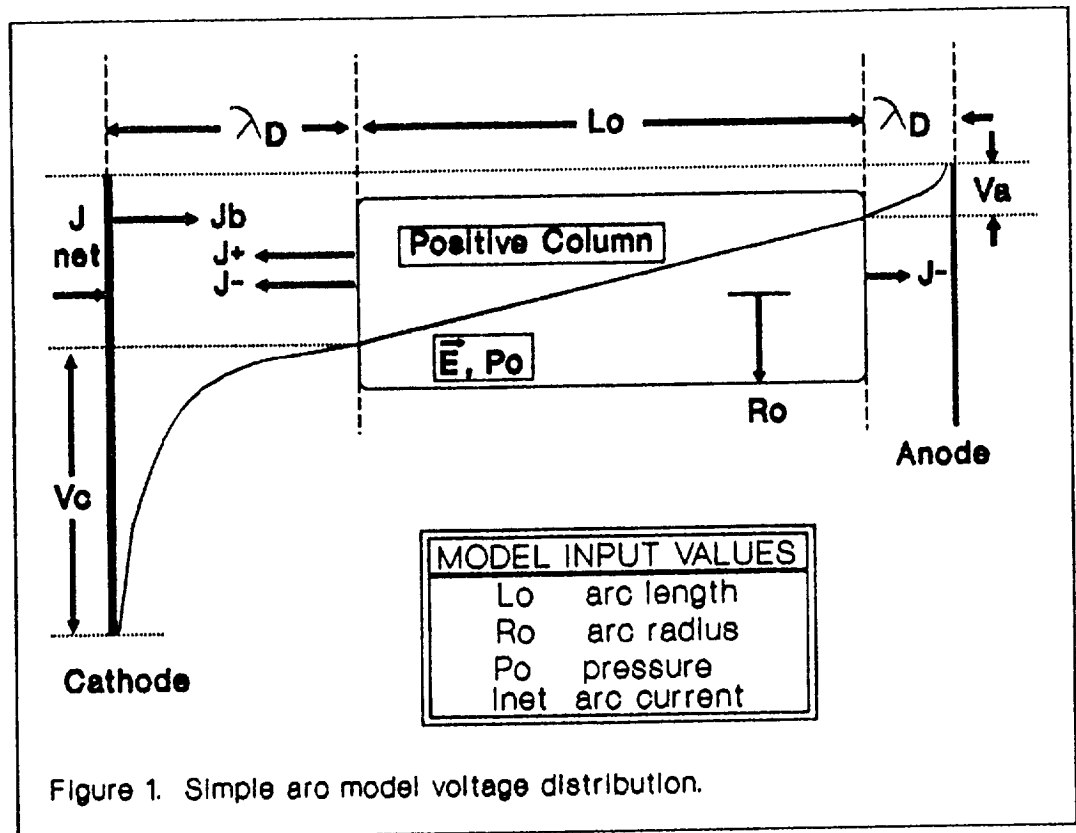 λD Lo λD
Va
J net
Jb
J+
J-
Positive Column
J-
E, Po
Ro
Vc
Anode
Cathode
MODEL INPUT VALUES
Lo arc length
Ro arc radius
Po pressure
Inet arc current
Figure 1. Simple arc model voltage distribution.